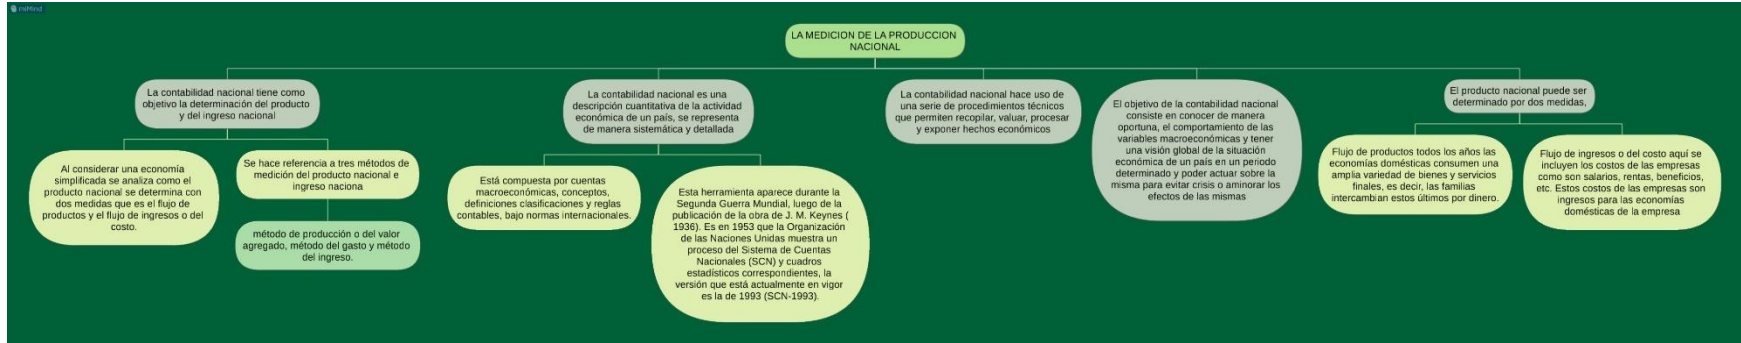 miMind
LA MEDICION DE LA PRODUCCION
NACIONAL
La contabilidad nacional tiene como
objetivo la determinación del producto
y del ingreso nacional
Al considerar una economía
simplificada se analiza como el
producto nacional se determina con
dos medidas que es el flujo de
productos y el flujo de ingresos o del
costo.
Se hace referencia a tres métodos de
medición del producto nacional e
ingreso naciona
método de producción o del valor
agregado, método del gasto y método
del ingreso.
La contabilidad nacional es una
descripción cuantitativa de la actividad
económica de un país, se representa
de manera sistemática y detallada
Está compuesta por cuentas
macroeconómicas, conceptos,
definiciones clasificaciones y reglas
contables, bajo normas internacionales.
Esta herramienta aparece durante la
Segunda Guerra Mundial, luego de la
publicación de la obra de J. M. Keynes (
1936). Es en 1953 que la Organización
de las Naciones Unidas muestra un
proceso del Sistema de Cuentas
Nacionales (SCN) y cuadros
estadísticos correspondientes, la
versión que está actualmente en vigor
es la de 1993 (SCN-1993).
La contabilidad nacional hace uso de
una serie de procedimientos técnicos
que permiten recopilar, valuar, procesar
y exponer hechos económicos
El objetivo de la contabilidad nacional
consiste en conocer de manera
oportuna, el comportamiento de las
variables macroeconómicas y tener
una visión global de la situación
económica de un país en un periodo
determinado y poder actuar sobre la
misma para evitar crisis o aminorar los
efectos de las mismas
El producto nacional puede ser
determinado por dos medidas,
Flujo de productos todos los años las
economías domésticas consumen una
amplia variedad de bienes y servicios
finales, es decir, las familias
intercambian estos últimos por dinero.
Flujo de ingresos o del costo aquí se
incluyen los costos de las empresas
como son salarios, rentas, beneficios,
etc. Estos costos de las empresas son
ingresos para las economías
domésticas de la empresa